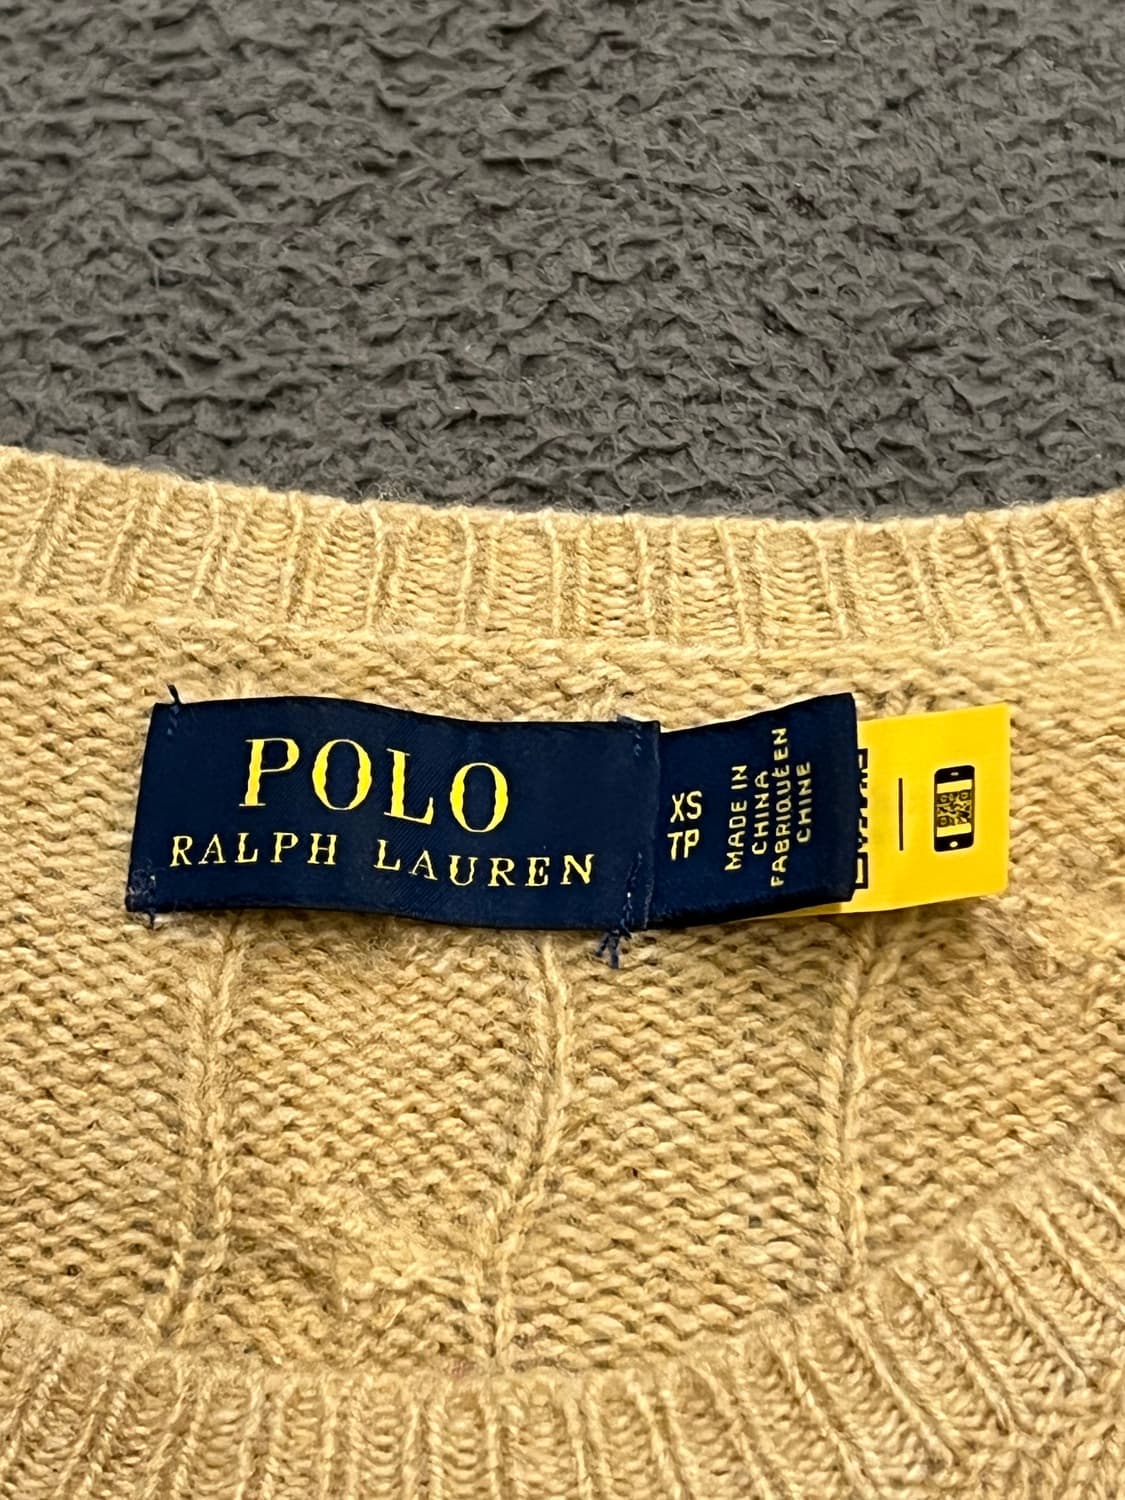 POLO
RALPH LAUREN
XS
TP
MADE IN
CHINA
FABRIQUÉ EN
CHINE